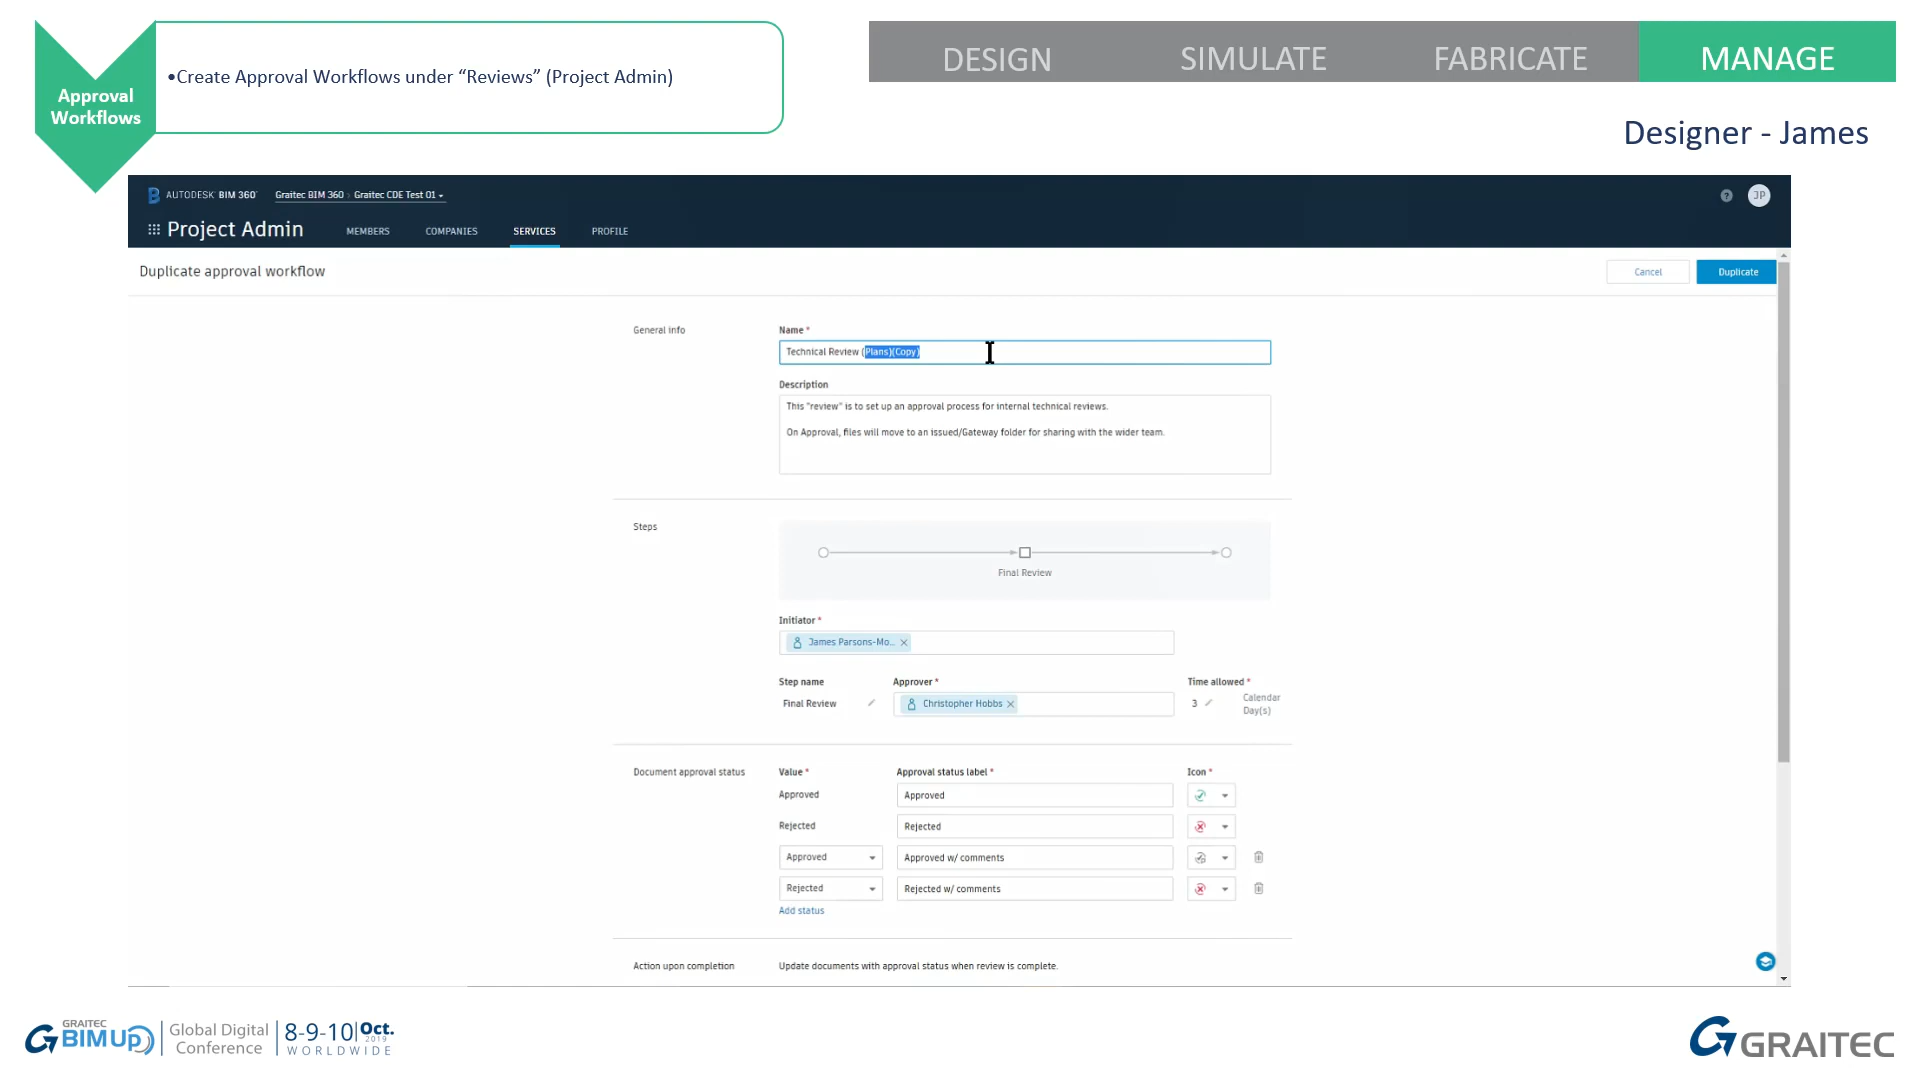 Approval
Workflows
•Create Approval Workflows under “Reviews” (Project Admin)
DESIGN
SIMULATE
FABRICATE
MANAGE
Designer - James
AUTODESK BIM 360
Graitec BIM 360 › Graitec CDE Test 01
?
JP
Project Admin
MEMBERS
COMPANIES
SERVICES
PROFILE
Duplicate approval workflow
Cancel
Duplicate
General info
Name *
Technical Review (Plans)(Copy)
Description
This "review" is to set up an approval process for internal technical reviews.
On Approval, files will move to an issued/Gateway folder for sharing with the wider team.
Steps
Final Review
Initiator *
James Parsons-Mo...
Step name
Approver *
Time allowed *
Final Review
Christopher Hobbs
3
Calendar
Day(s)
Document approval status
Value *
Approval status label *
Icon *
Approved
Approved
Rejected
Rejected
Approved
Approved w/ comments
Rejected
Rejected w/ comments
Add status
Action upon completion
Update documents with approval status when review is complete.
GRAITEC
BIMUp
Global Digital
Conference
8-9-10 Oct.
2019
WORLDWIDE
GRAITEC